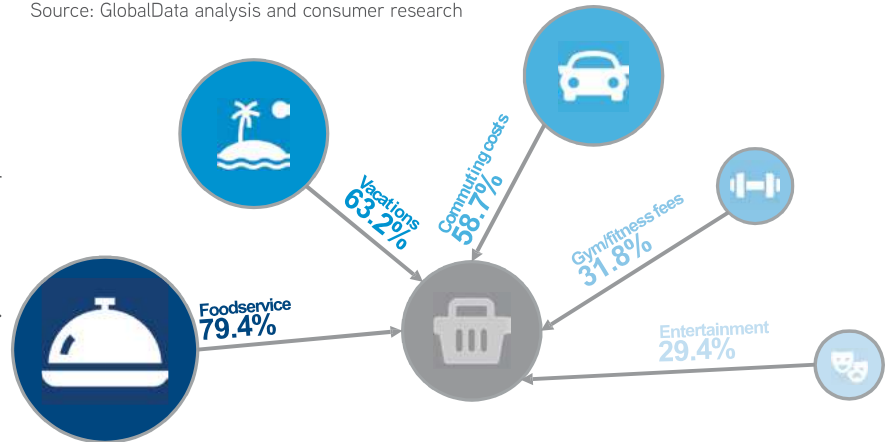 Source: GlobalData analysis and consumer research
Vacations
63.2%
Commuting costs
58.7%
Gym/fitness fees
31.8%
Foodservice
79.4%
Entertainment
29.4%